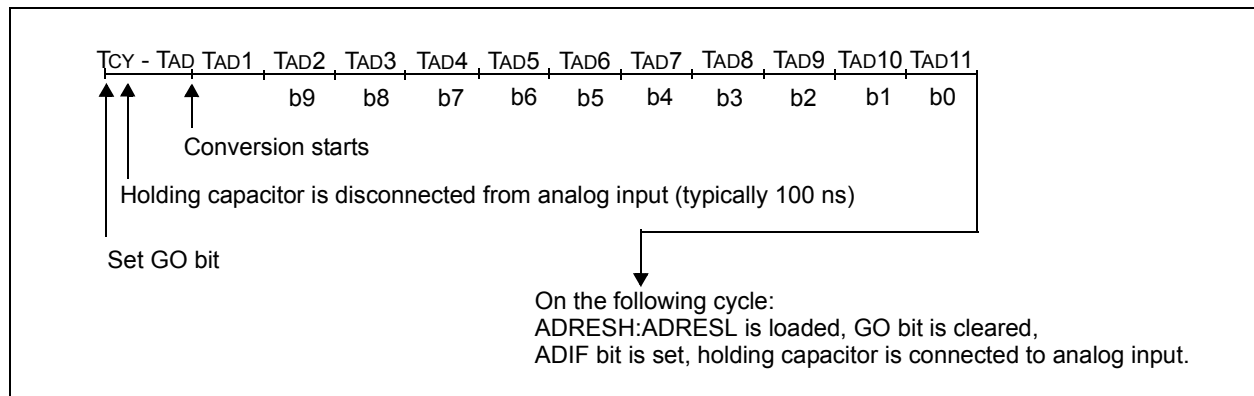 TCY - TAD TAD1 TAD2 TAD3 TAD4 TAD5 TAD6 TAD7 TAD8 TAD9 TAD10 TAD11
b9 b8 b7 b6 b5 b4 b3 b2 b1 b0
Conversion starts
Holding capacitor is disconnected from analog input (typically 100 ns)
Set GO bit
On the following cycle:
ADRESH:ADRESL is loaded, GO bit is cleared,
ADIF bit is set, holding capacitor is connected to analog input.